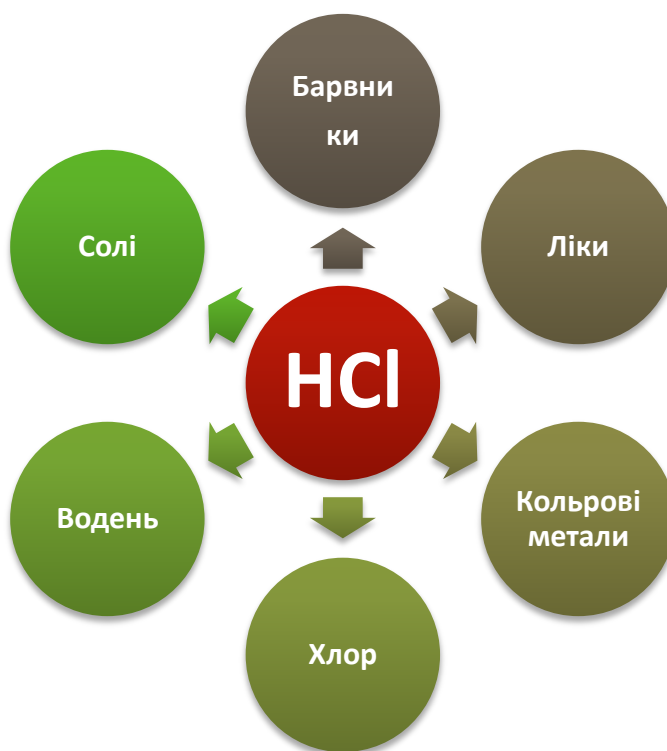 Барвни
ки
Ліки
Кольрові
метали
Хлор
Водень
Солі
HCl